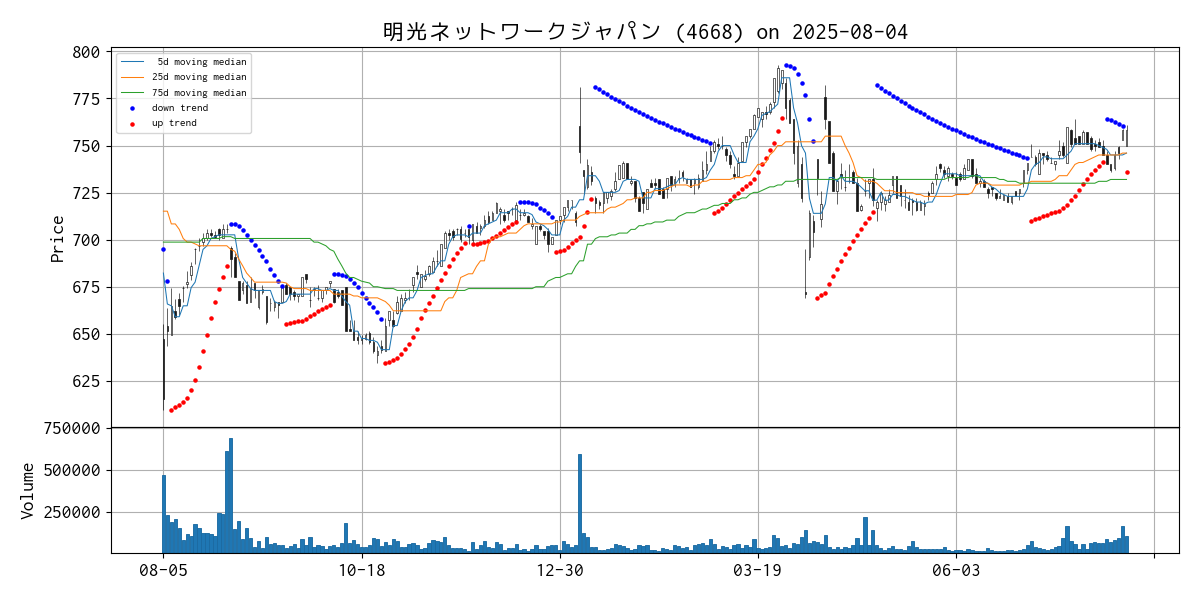 明光ネットワークジャパン (4668) on 2025-08-04
800
775
750
725
700
675
650
625
Price
5d moving median
25d moving median
75d moving median
down trend
up trend
750000
500000
250000
Volume
08-05
10-18
12-30
03-19
06-03